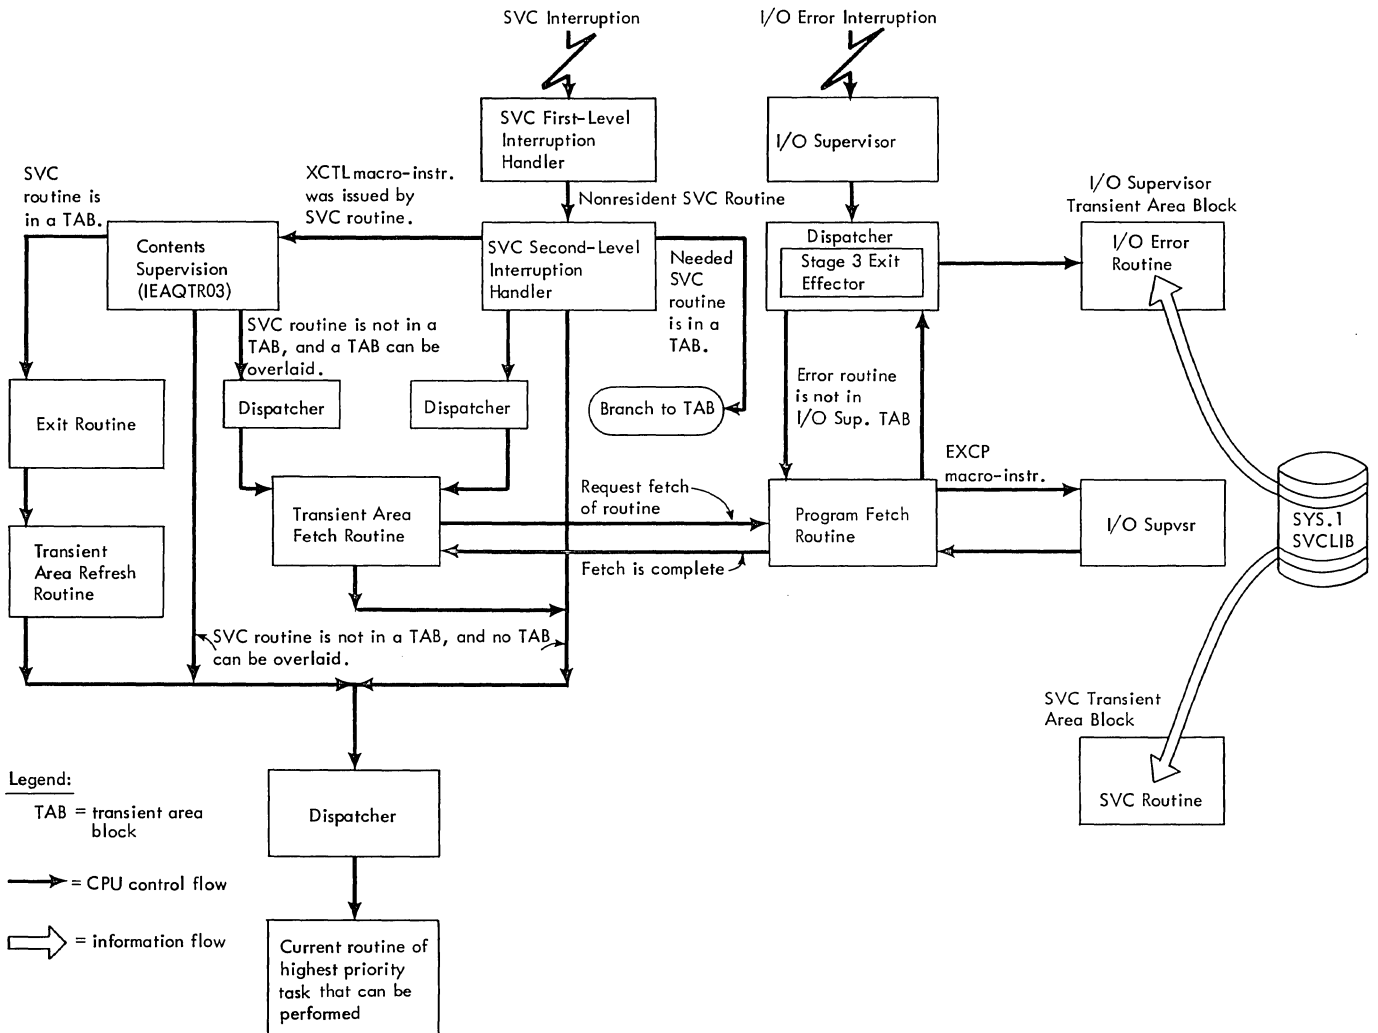 SVC Interruption
I/O Error Interruption
SVC First-Level
Interruption
Handler
I/O Supervisor
SVC
routine is
in a TAB.
XCTL macro-instr.
was issued by
SVC routine.
Nonresident SVC Routine
I/O Supervisor
Transient Area Block
Contents
Supervision
(IEAQTR03)
SVC Second-Level
Interruption
Handler
Needed
SVC
routine
is in a
TAB.
Dispatcher
Stage 3 Exit
Effector
I/O Error
Routine
SVC routine is not in a
TAB, and a TAB can be
overlaid.
Exit Routine
Dispatcher
Dispatcher
Branch to TAB
Error routine
is not in
I/O Sup. TAB
EXCP
macro-instr.
Transient Area
Fetch Routine
Request fetch
of routine
Fetch is complete
Program Fetch
Routine
I/O Supvsr
SYS.1
SVCLIB
Transient
Area Refresh
Routine
SVC routine is not in a TAB, and no TAB
can be overlaid.
SVC Transient
Area Block
SVC Routine
Legend:
TAB = transient area
block
= CPU control flow
= information flow
Dispatcher
Current routine of
highest priority
task that can be
performed